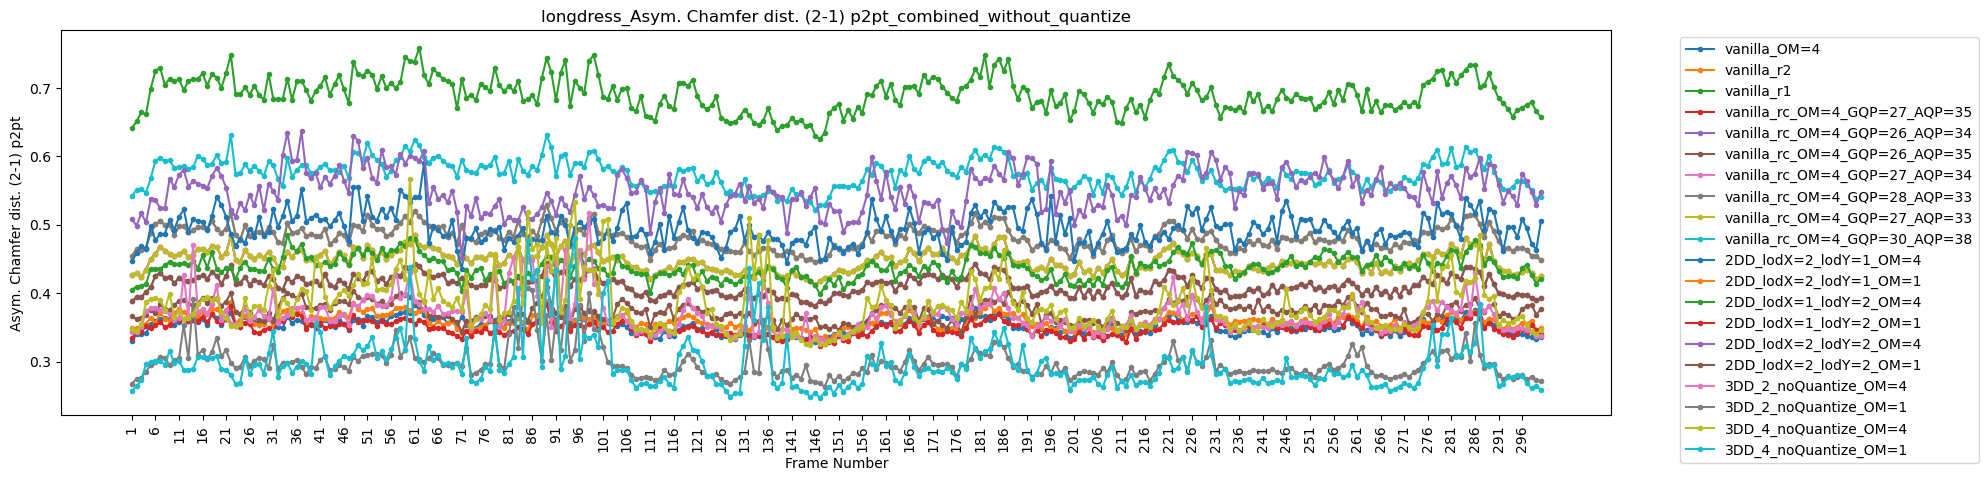 longdress_Asym. Chamfer dist. (2-1) p2pt_combined_without_quantize
Asym. Chamfer dist. (2-1) p2pt
0.7
0.6
0.5
0.4
0.3
1 6 11 16 21 26 31 36 41 46 51 56 61 66 71 76 81 86 91 96 101 106 111 116 121 126 131 136 141 146 151 156 161 166 171 176 181 186 191 196 201 206 211 216 221 226 231 236 241 246 251 256 261 266 271 276 281 286 291 296
Frame Number
vanilla_OM=4
vanilla_r2
vanilla_r1
vanilla_rc_OM=4_GQP=27_AQP=35
vanilla_rc_OM=4_GQP=26_AQP=34
vanilla_rc_OM=4_GQP=26_AQP=35
vanilla_rc_OM=4_GQP=27_AQP=34
vanilla_rc_OM=4_GQP=28_AQP=33
vanilla_rc_OM=4_GQP=27_AQP=33
vanilla_rc_OM=4_GQP=30_AQP=38
2DD_lodX=2_lodY=1_OM=4
2DD_lodX=2_lodY=1_OM=1
2DD_lodX=1_lodY=2_OM=4
2DD_lodX=1_lodY=2_OM=1
2DD_lodX=2_lodY=2_OM=4
2DD_lodX=2_lodY=2_OM=1
3DD_2_noQuantize_OM=4
3DD_2_noQuantize_OM=1
3DD_4_noQuantize_OM=4
3DD_4_noQuantize_OM=1